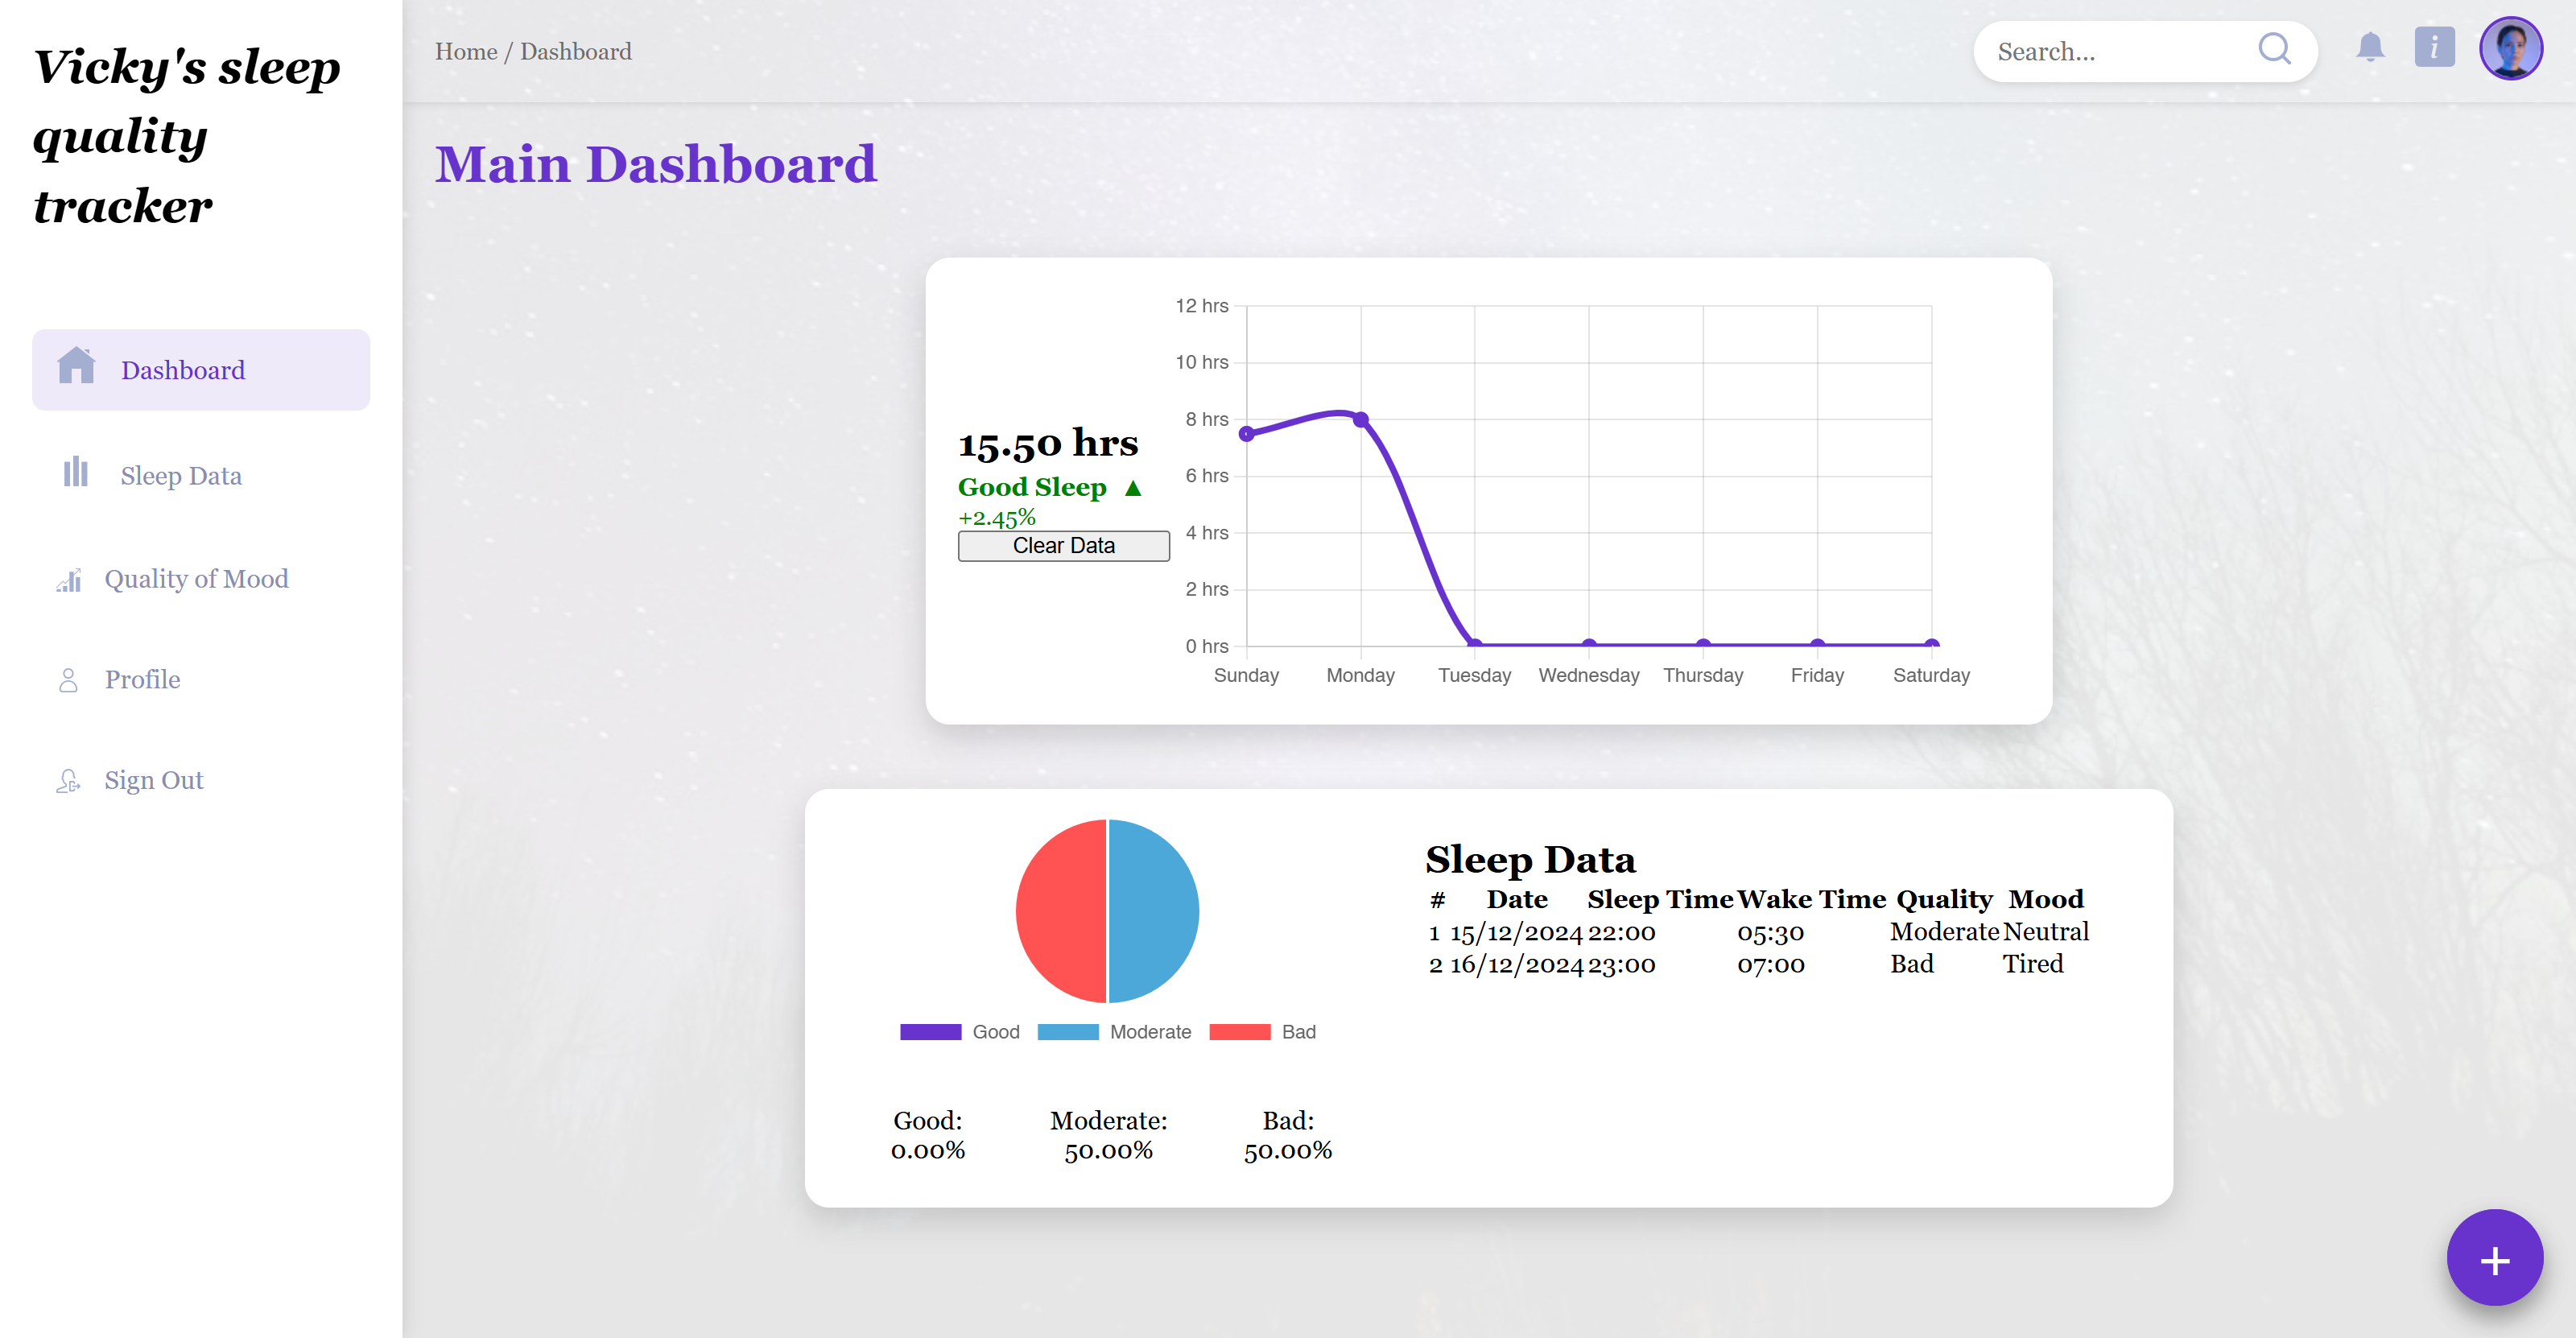 Vicky's sleep
quality
tracker
Dashboard
Sleep Data
Quality of Mood
Profile
Sign Out
Home / Dashboard
Search...
i
Main Dashboard
15.50 hrs
Good Sleep ▲
+2.45%
Clear Data
12 hrs
10 hrs
8 hrs
6 hrs
4 hrs
2 hrs
0 hrs
Sunday Monday Tuesday Wednesday Thursday Friday Saturday
Good Moderate Bad
Good: Moderate: Bad:
0.00% 50.00% 50.00%
Sleep Data
# Date Sleep Time Wake Time Quality Mood
1 15/12/2024 22:00 05:30 Moderate Neutral
2 16/12/2024 23:00 07:00 Bad Tired
+